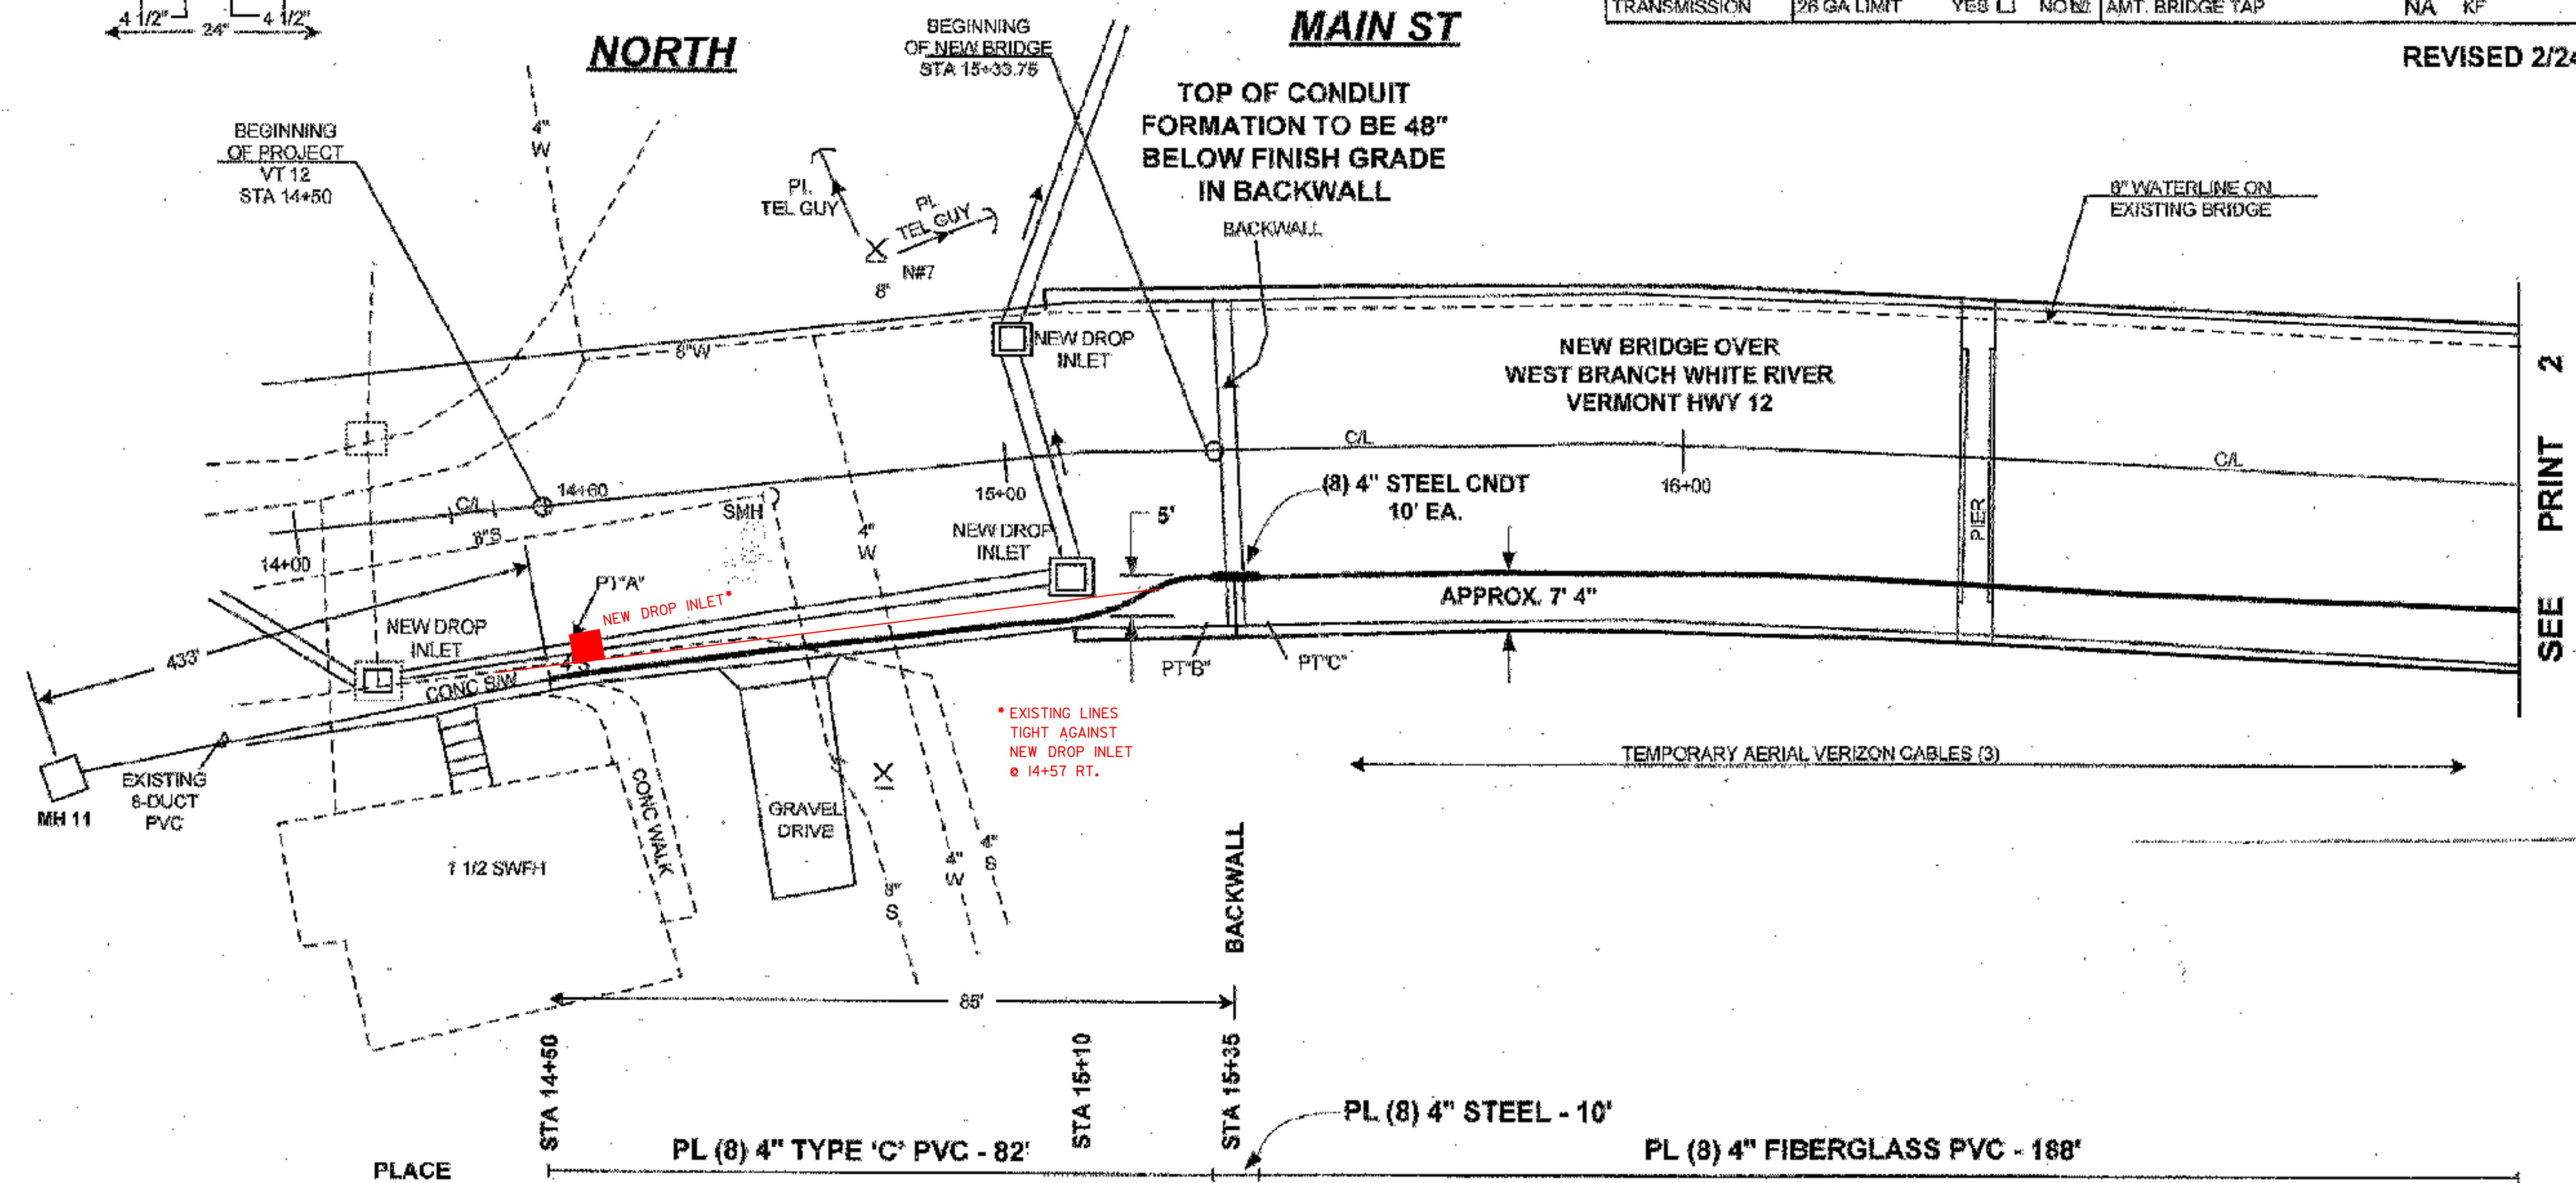 4 1/2"
4 1/2"
24"
NORTH
BEGINNING
OF NEW BRIDGE
STA 15+33.75
MAIN ST
TRANSMISSION 26 GA LIMIT YES NO AMT. BRIDGE TAP NA KF
REVISED 2/24
TOP OF CONDUIT
FORMATION TO BE 48"
BELOW FINISH GRADE
IN BACKWALL
BACKWALL
BEGINNING
OF PROJECT
VT 12
STA 14+50
4"
W
PL
TEL GUY
PL
TEL GUY
N#7
8'
8" WATERLINE ON
EXISTING BRIDGE
8"W
NEW DROP
INLET
NEW BRIDGE OVER
WEST BRANCH WHITE RIVER
VERMONT HWY 12
C/L
C/L
C/L
14+60
14+00
15+00
16+00
8"S
SMH
4"
W
NEW DROP
INLET
5'
(8) 4" STEEL CNDT
10' EA.
PIER
SEE PRINT 2
PT"A"
NEW DROP INLET*
APPROX. 7' 4"
NEW DROP
INLET
433'
CONC S/W
PT"B"
PT"C"
* EXISTING LINES
TIGHT AGAINST
NEW DROP INLET
@ 14+57 RT.
TEMPORARY AERIAL VERIZON CABLES (3)
MH 11
EXISTING
8-DUCT
PVC
CONC WALK
GRAVEL
DRIVE
1 1/2 SWFH
8"
S
4"
W
4"
S
BACKWALL
85'
STA 14+50
STA 15+10
STA 15+35
PL (8) 4" STEEL - 10'
PLACE
PL (8) 4" TYPE 'C' PVC - 82'
PL (8) 4" FIBERGLASS PVC - 188'